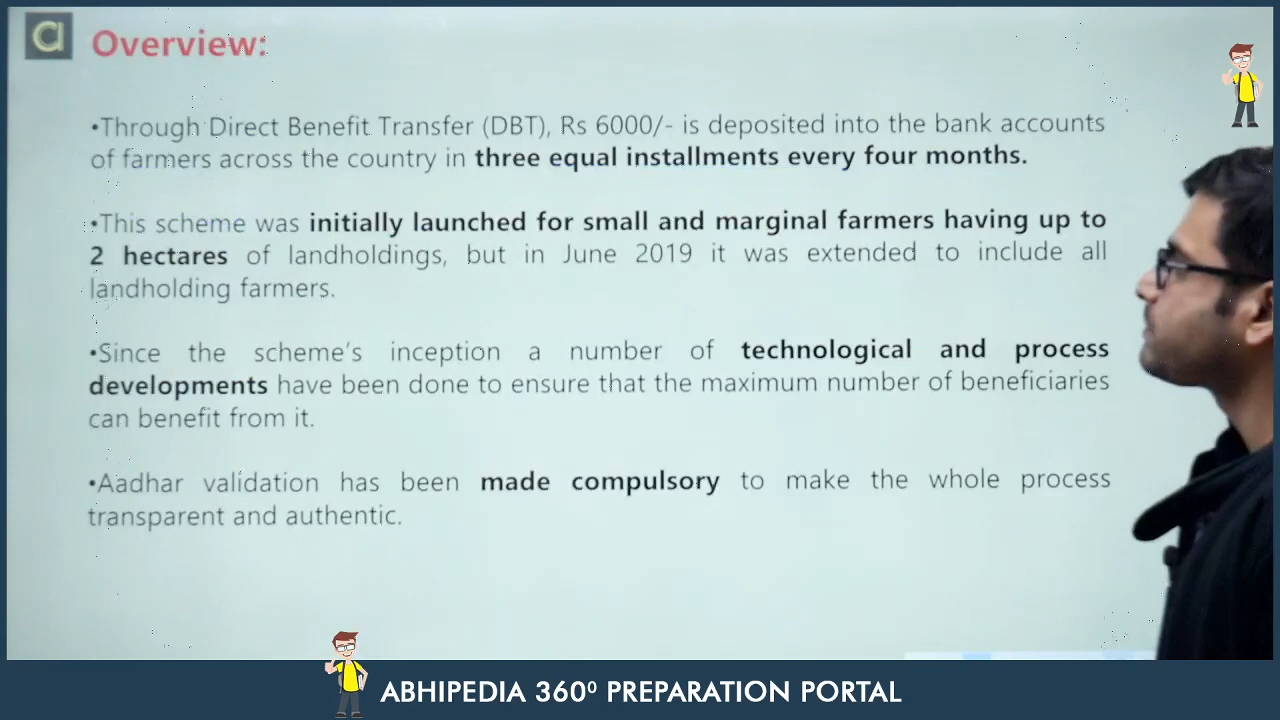 a
Overview:
•Through Direct Benefit Transfer (DBT), Rs 6000/- is deposited into the bank accounts
of farmers across the country in three equal installments every four months.
•This scheme was initially launched for small and marginal farmers having up to
2 hectares of landholdings, but in June 2019 it was extended to include all
landholding farmers.
•Since the scheme's inception a number of technological and process
developments have been done to ensure that the maximum number of beneficiaries
can benefit from it.
•Aadhar validation has been made compulsory to make the whole process
transparent and authentic.
ABHIPEDIA 360⁰ PREPARATION PORTAL